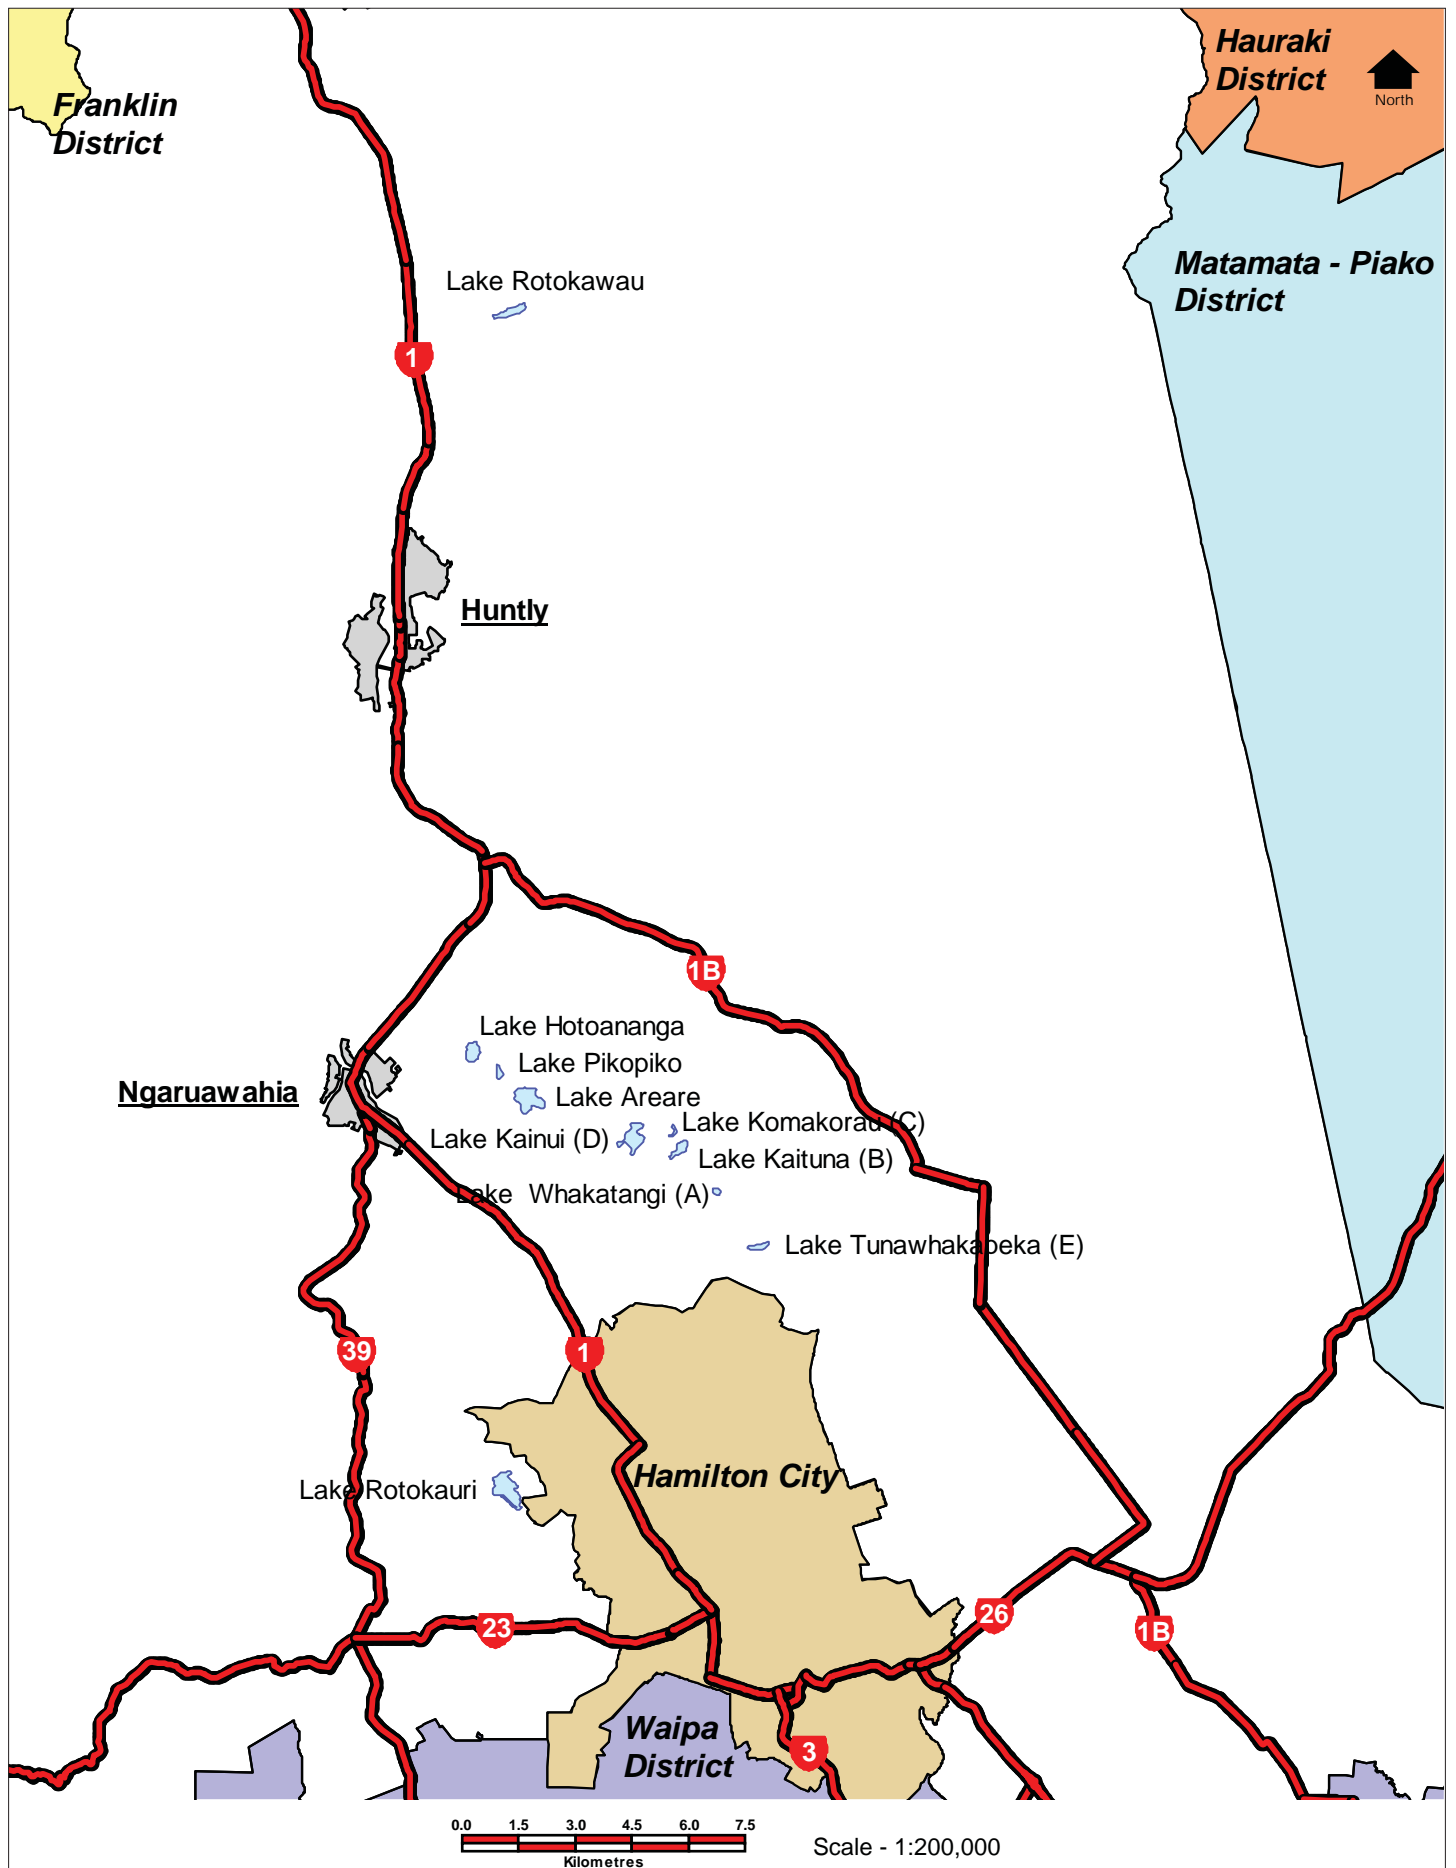 Hauraki
District
North
Franklin
District
Matamata - Piako
District
Lake Rotokawau
1
Huntly
1B
Lake Hotoananga
Lake Pikopiko
Ngaruawahia
Lake Areare
Lake Komakorau (C)
Lake Kainui (D)
Lake Kaituna (B)
Lake Whakatangi (A)
Lake Tunawhakapeka (E)
39
1
Hamilton City
Lake Rotokauri
26
23
1B
Waipa
District
3
0.0 1.5 3.0 4.5 6.0 7.5
Kilometres
Scale - 1:200,000